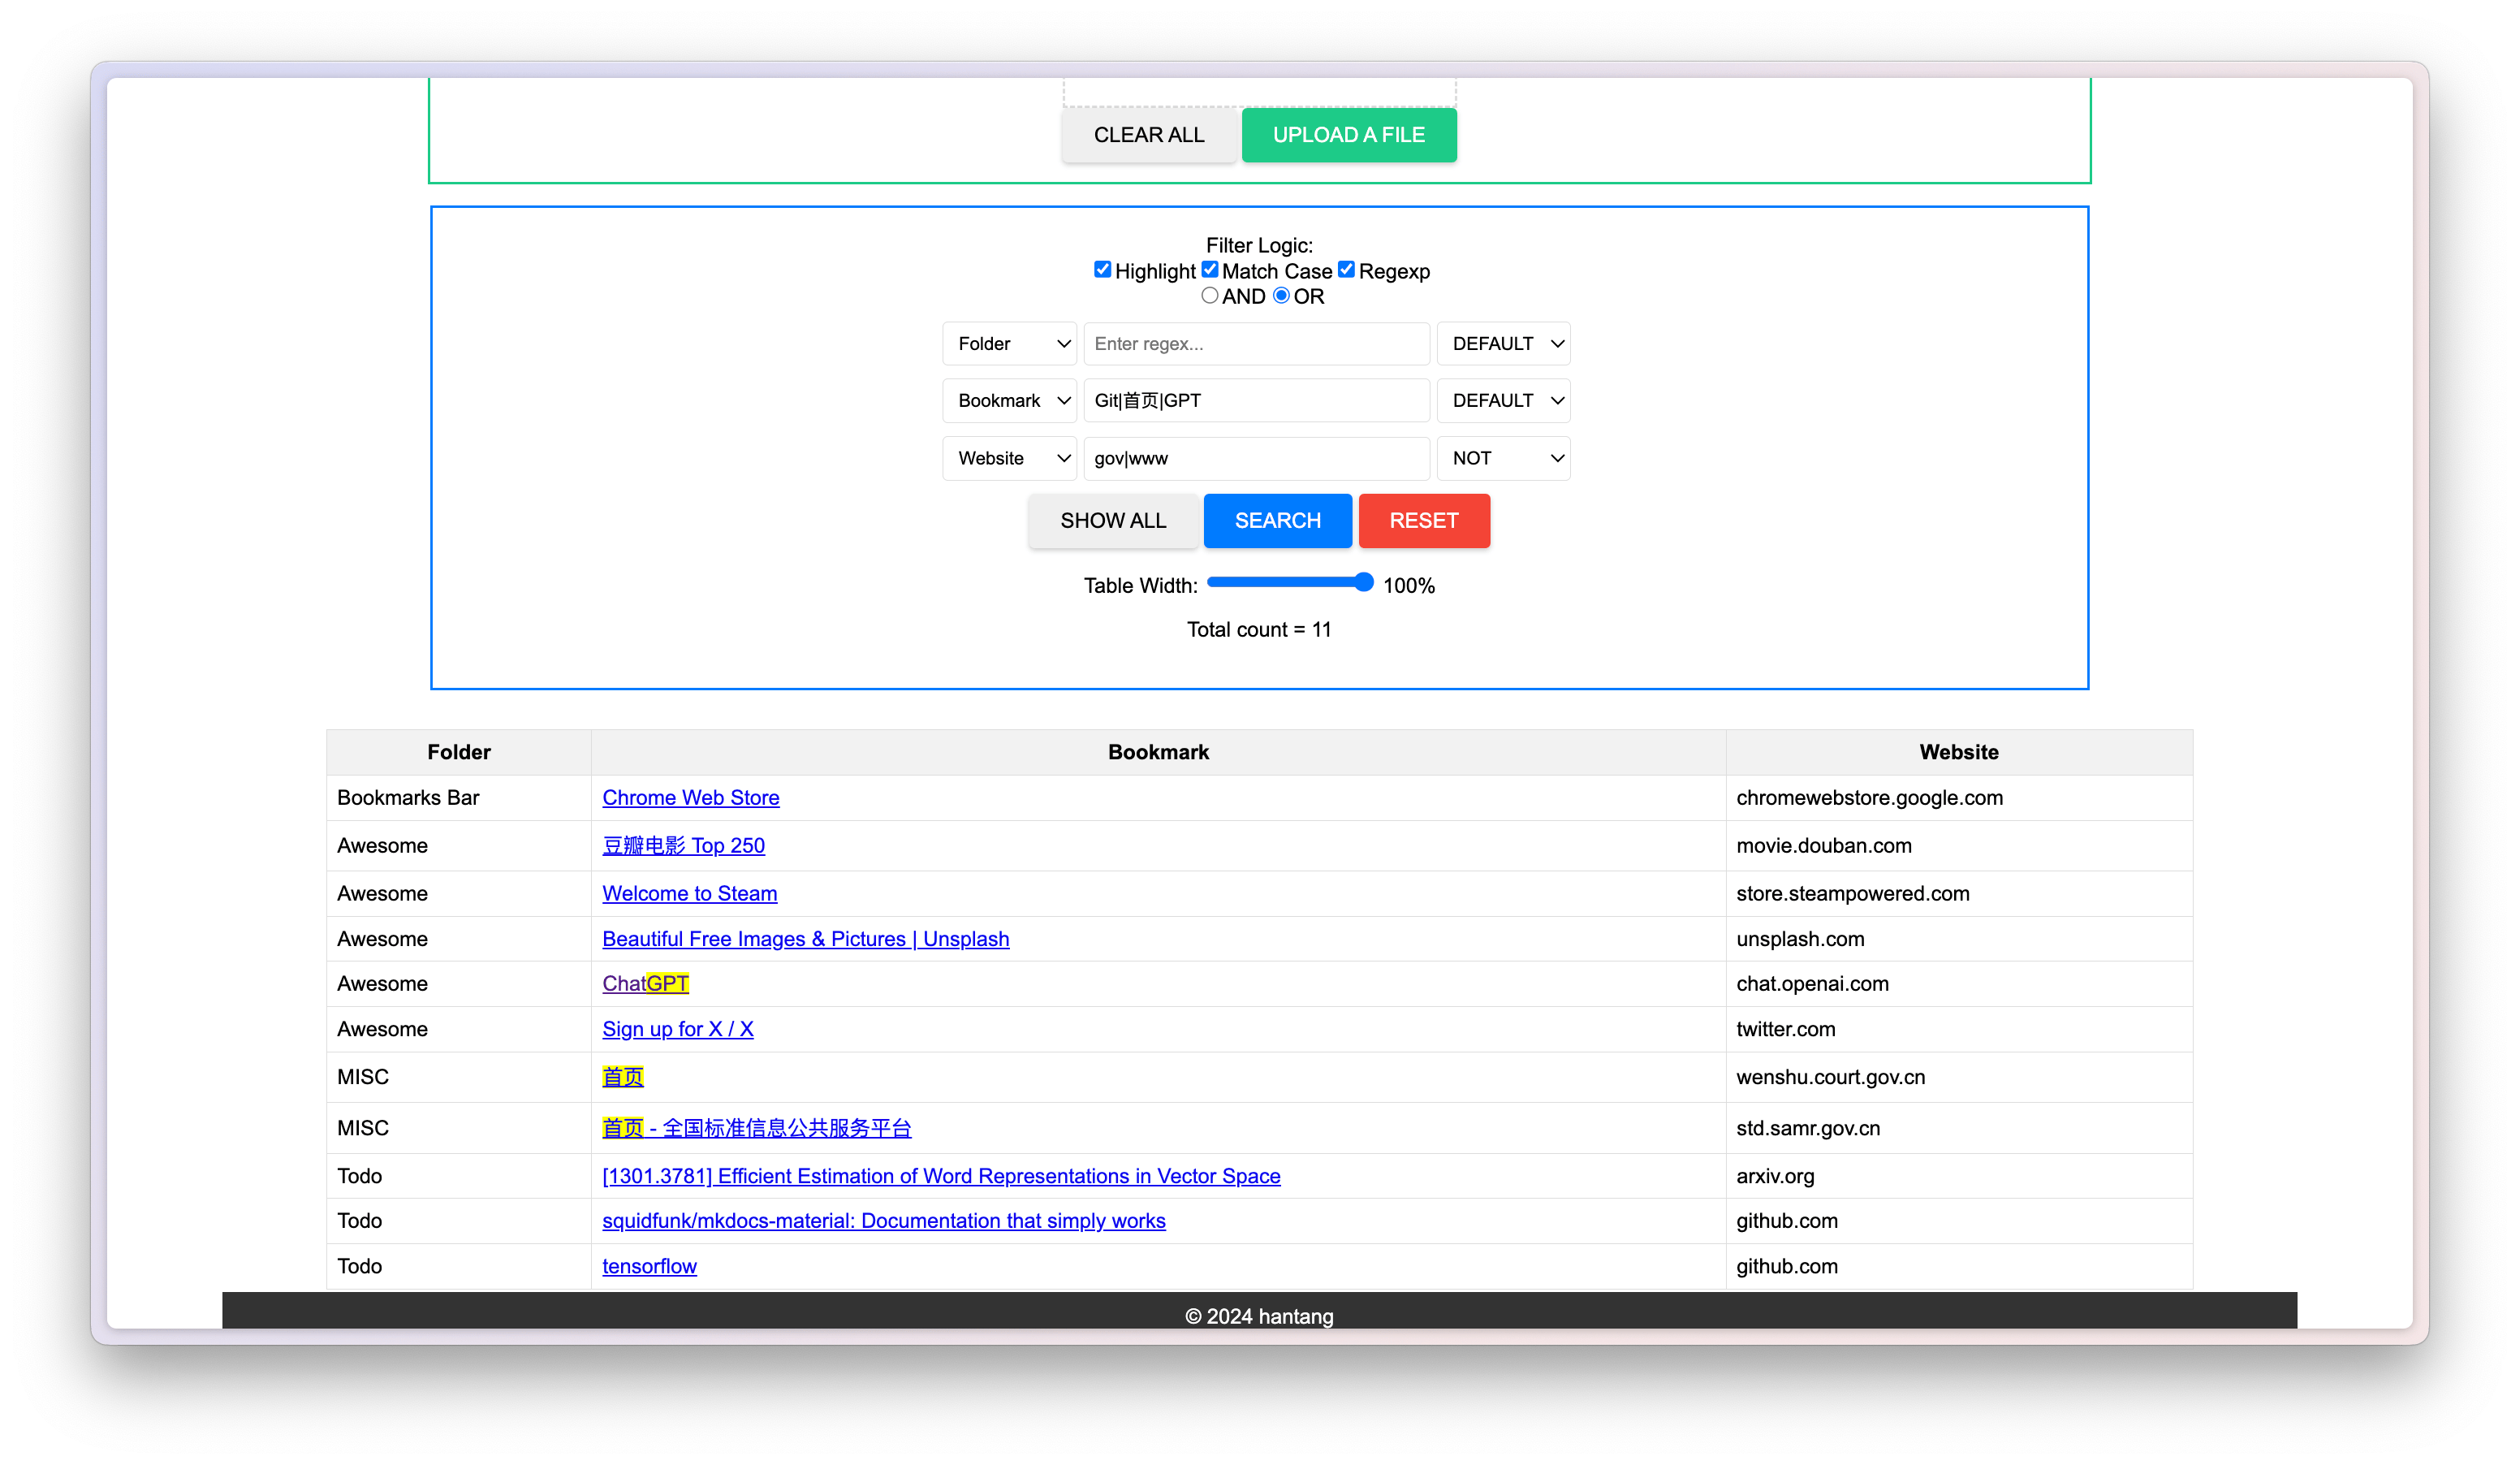 CLEAR ALL UPLOAD A FILE
Filter Logic:
Highlight Match Case Regexp
AND OR
Folder Enter regex... DEFAULT
Bookmark Git|首页|GPT DEFAULT
Website gov|www NOT
SHOW ALL SEARCH RESET
Table Width: 100%
Total count = 11
Folder Bookmark Website
Bookmarks Bar Chrome Web Store chromewebstore.google.com
Awesome 豆瓣电影 Top 250 movie.douban.com
Awesome Welcome to Steam store.steampowered.com
Awesome Beautiful Free Images & Pictures | Unsplash unsplash.com
Awesome ChatGPT chat.openai.com
Awesome Sign up for X / X twitter.com
MISC 首页 wenshu.court.gov.cn
MISC 首页 - 全国标准信息公共服务平台 std.samr.gov.cn
Todo [1301.3781] Efficient Estimation of Word Representations in Vector Space arxiv.org
Todo squidfunk/mkdocs-material: Documentation that simply works github.com
Todo tensorflow github.com
© 2024 hantang